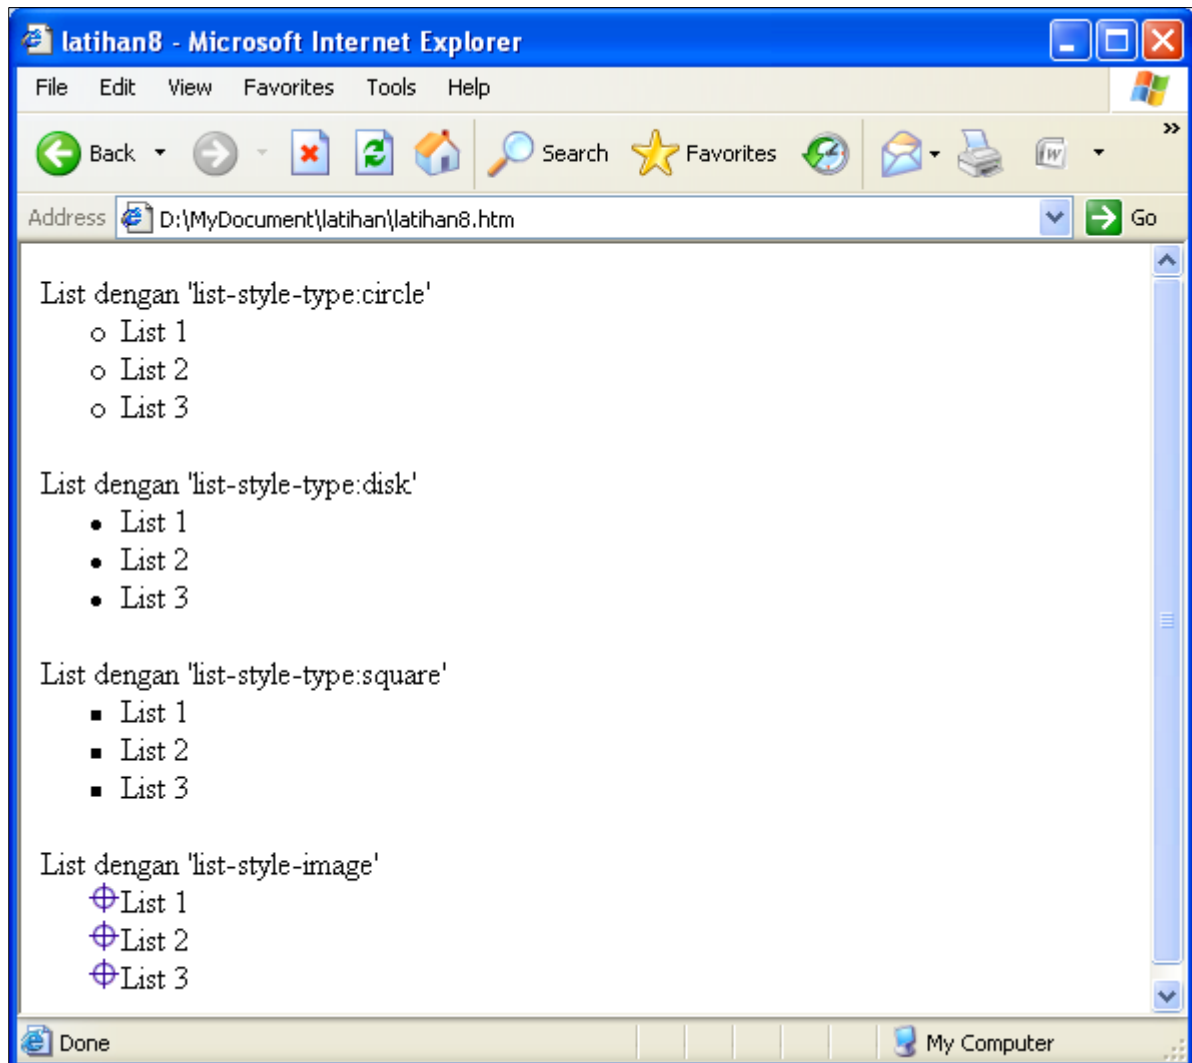 latihan8 - Microsoft Internet Explorer
File Edit View Favorites Tools Help
Back Search Favorites
Address D:\MyDocument\latihan\latihan8.htm Go
List dengan 'list-style-type:circle'
List 1
List 2
List 3
List dengan 'list-style-type:disk'
List 1
List 2
List 3
List dengan 'list-style-type:square'
List 1
List 2
List 3
List dengan 'list-style-image'
List 1
List 2
List 3
Done My Computer